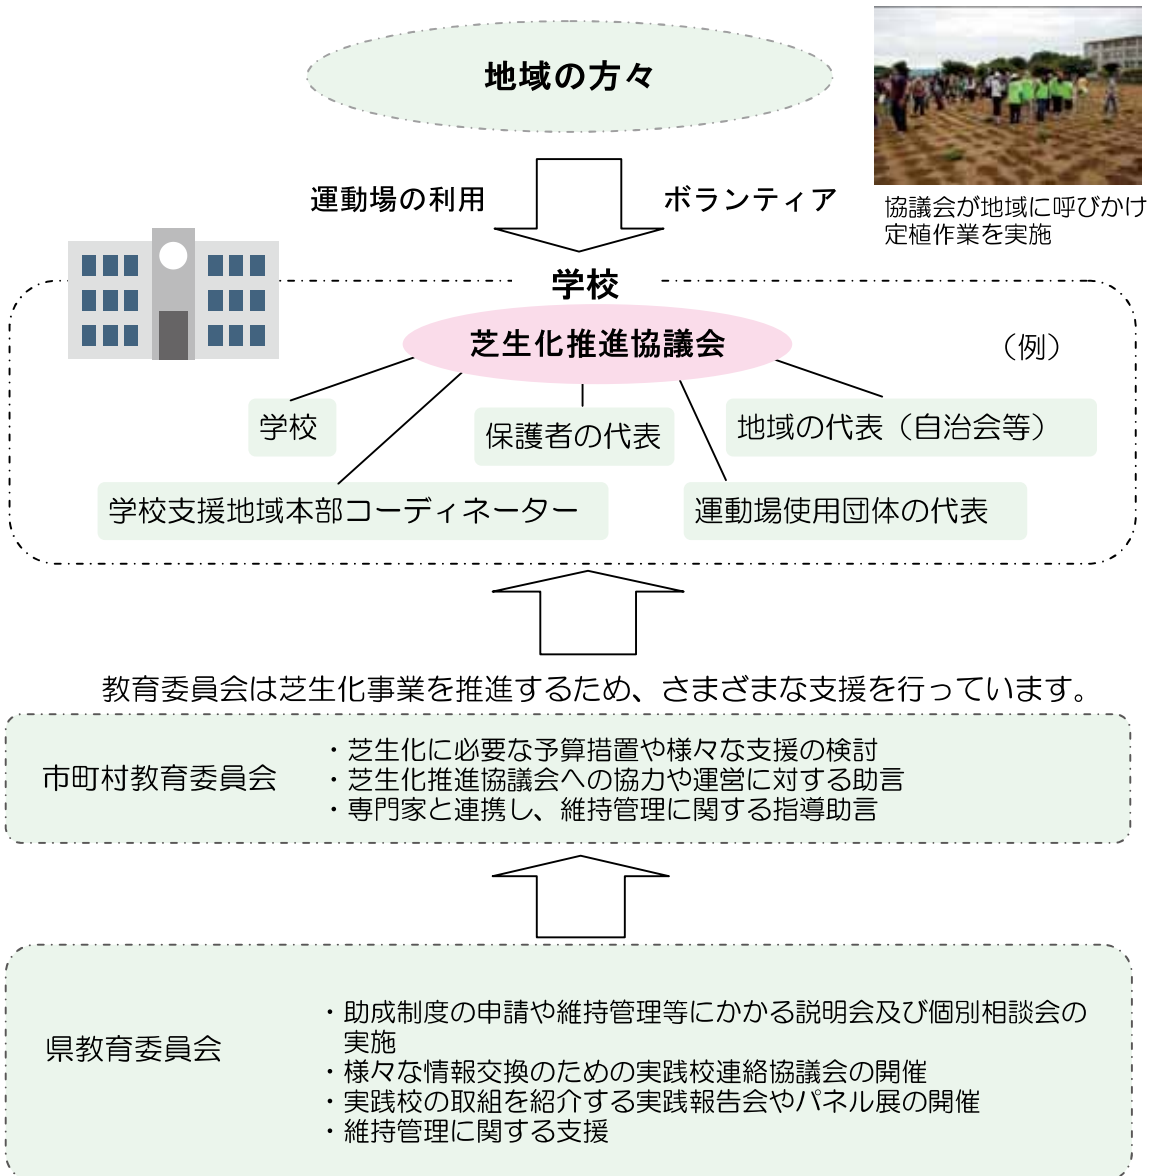 地域の方々
運動場の利用
ボランティア
協議会が地域に呼びかけ
定植作業を実施
学校
芝生化推進協議会
（例）
学校
保護者の代表
地域の代表（自治会等）
学校支援地域本部コーディネーター
運動場使用団体の代表
教育委員会は芝生化事業を推進するため、さまざまな支援を行っています。
市町村教育委員会
・芝生化に必要な予算措置や様々な支援の検討
・芝生化推進協議会への協力や運営に対する助言
・専門家と連携し、維持管理に関する指導助言
県教育委員会
・助成制度の申請や維持管理等にかかる説明会及び個別相談会の
実施
・様々な情報交換のための実践校連絡協議会の開催
・実践校の取組を紹介する実践報告会やパネル展の開催
・維持管理に関する支援